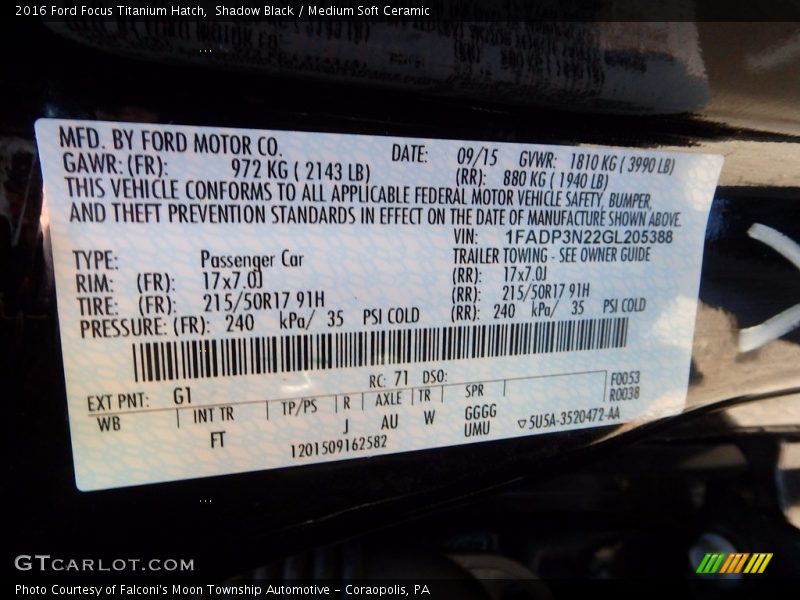 2016 Ford Focus Titanium Hatch,  Shadow Black / Medium Soft Ceramic
MFD. BY FORD MOTOR CO. DATE: 09/15 GVWR: 1810 KG ( 3990 LB)
GAWR: (FR): 972 KG ( 2143 LB) (RR): 880 KG ( 1940 LB)
THIS VEHICLE CONFORMS TO ALL APPLICABLE FEDERAL MOTOR VEHICLE SAFETY, BUMPER,
AND THEFT PREVENTION STANDARDS IN EFFECT ON THE DATE OF MANUFACTURE SHOWN ABOVE.
VIN: 1FADP3N22GL205388
TYPE: Passenger Car TRAILER TOWING - SEE OWNER GUIDE
RIM: (FR): 17x7.0J (RR): 17x7.0J
TIRE: (FR): 215/50R17 91H (RR): 215/50R17 91H
PRESSURE: (FR): 240 kPa/ 35 PSI COLD (RR): 240 kPa/ 35 PSI COLD
EXT PNT: G1 RC: 71 DSO: F0053
WB INT TR TP/PS R AXLE TR SPR R0038
FT J AU W GGGG
UMU ▽5U5A-3520472-AA
1201509162582
GTCARLOT.COM
Photo Courtesy of Falconi's Moon Township Automotive - Coraopolis, PA